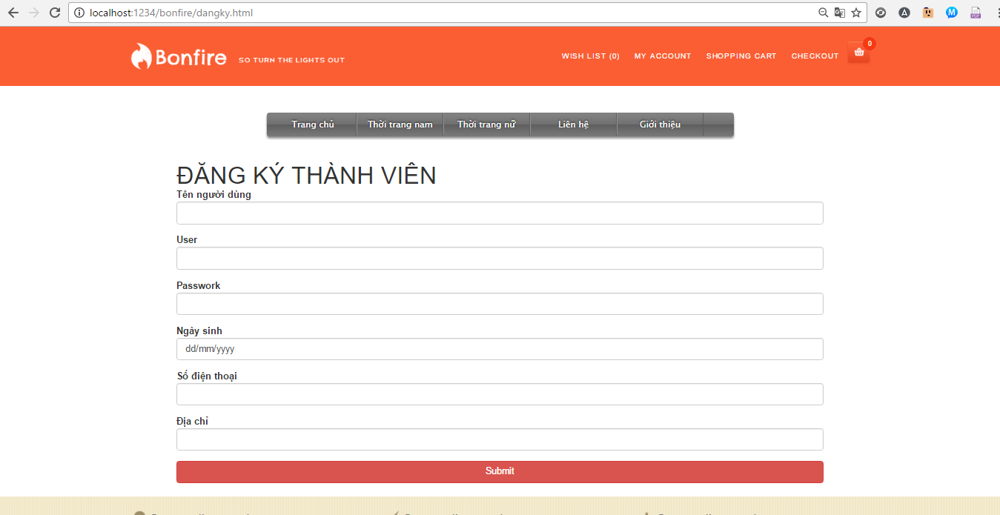 localhost:1234/bonfire/dangky.html
Bonfire SO TURN THE LIGHTS OUT WISH LIST (0) MY ACCOUNT SHOPPING CART CHECKOUT 0
Trang chủ Thời trang nam Thời trang nữ Liên hệ Giới thiệu
ĐĂNG KÝ THÀNH VIÊN
Tên người dùng
User
Passwork
Ngày sinh
dd/mm/yyyy
Số điện thoại
Địa chỉ
Submit